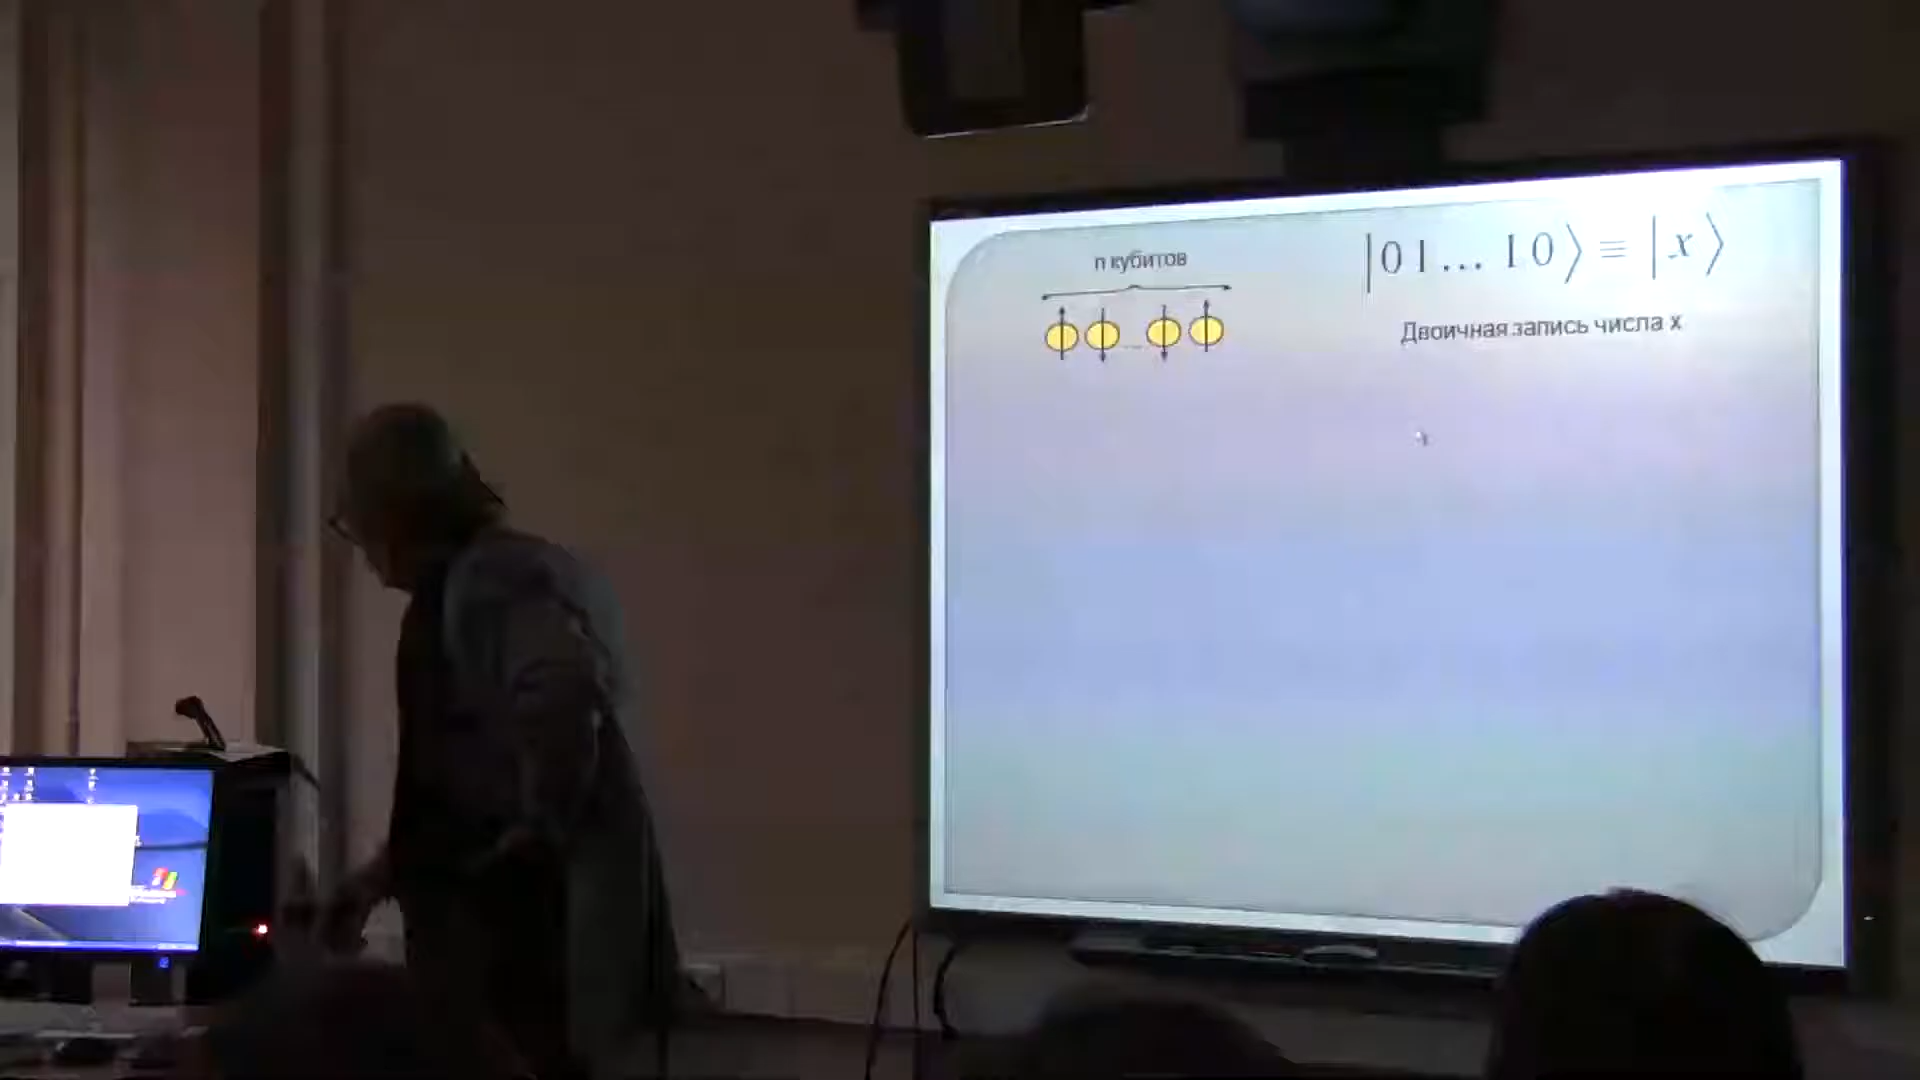 n кубитов
|01... 10⟩ ≡ |x⟩
Двоичная запись числа x